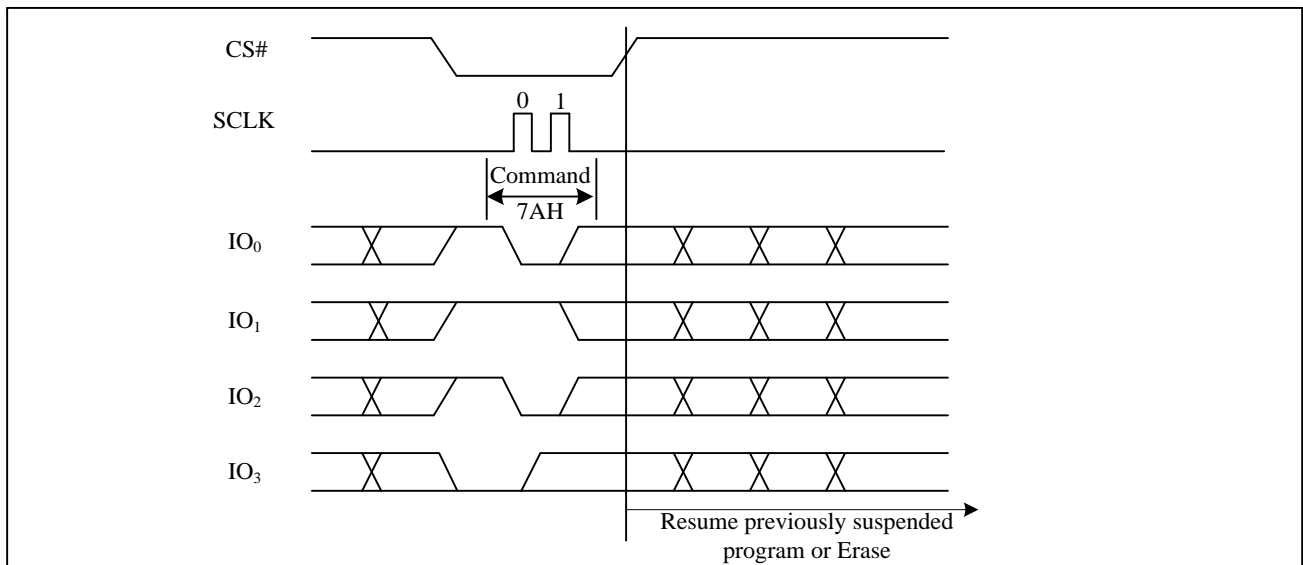 CS#
0 1
SCLK
Command
7AH
IO₀
IO₁
IO₂
IO₃
Resume previously suspended
program or Erase